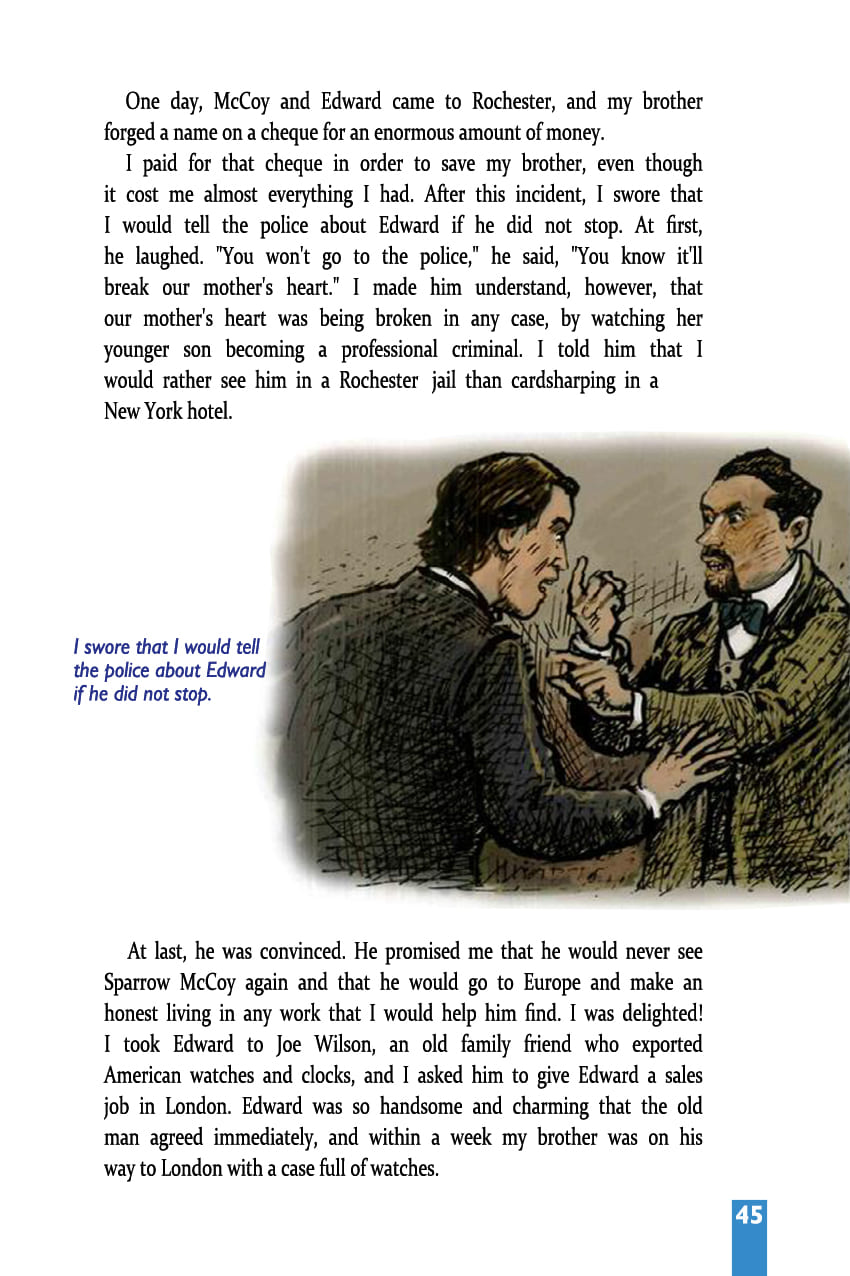 One day, McCoy and Edward came to Rochester, and my brother
forged a name on a cheque for an enormous amount of money.
I paid for that cheque in order to save my brother, even though
it cost me almost everything I had. After this incident, I swore that
I would tell the police about Edward if he did not stop. At first,
he laughed. "You won't go to the police," he said, "You know it'll
break our mother's heart." I made him understand, however, that
our mother's heart was being broken in any case, by watching her
younger son becoming a professional criminal. I told him that I
would rather see him in a Rochester jail than cardsharping in a
New York hotel.
I swore that I would tell
the police about Edward
if he did not stop.
At last, he was convinced. He promised me that he would never see
Sparrow McCoy again and that he would go to Europe and make an
honest living in any work that I would help him find. I was delighted!
I took Edward to Joe Wilson, an old family friend who exported
American watches and clocks, and I asked him to give Edward a sales
job in London. Edward was so handsome and charming that the old
man agreed immediately, and within a week my brother was on his
way to London with a case full of watches.
45